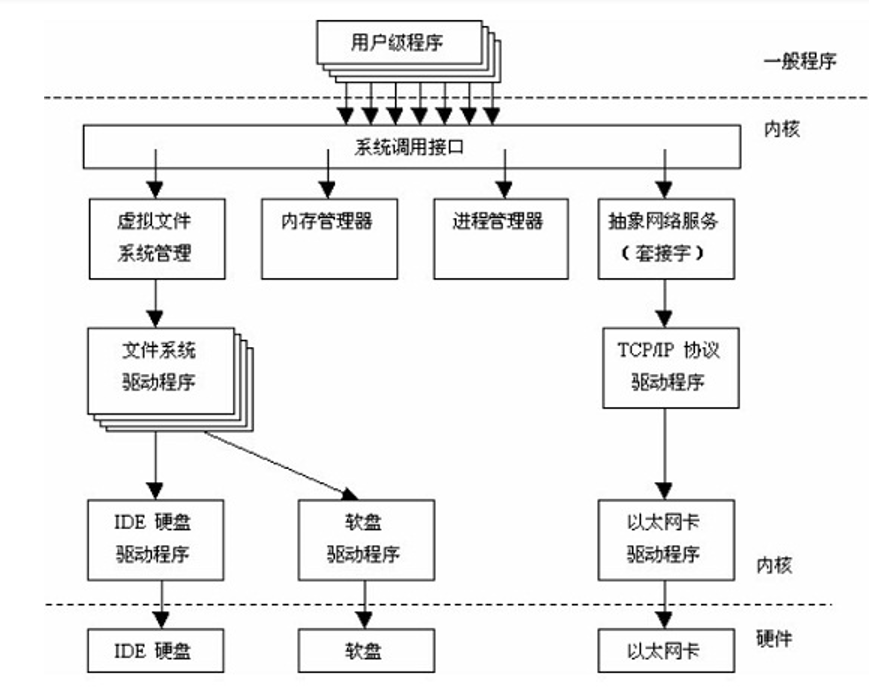 用户级程序
一般程序
内核
系统调用接口
虚拟文件
系统管理
内存管理器
进程管理器
抽象网络服务
（套接字）
文件系统
驱动程序
TCP/IP 协议
驱动程序
IDE 硬盘
驱动程序
软盘
驱动程序
以太网卡
驱动程序
内核
硬件
IDE 硬盘
软盘
以太网卡